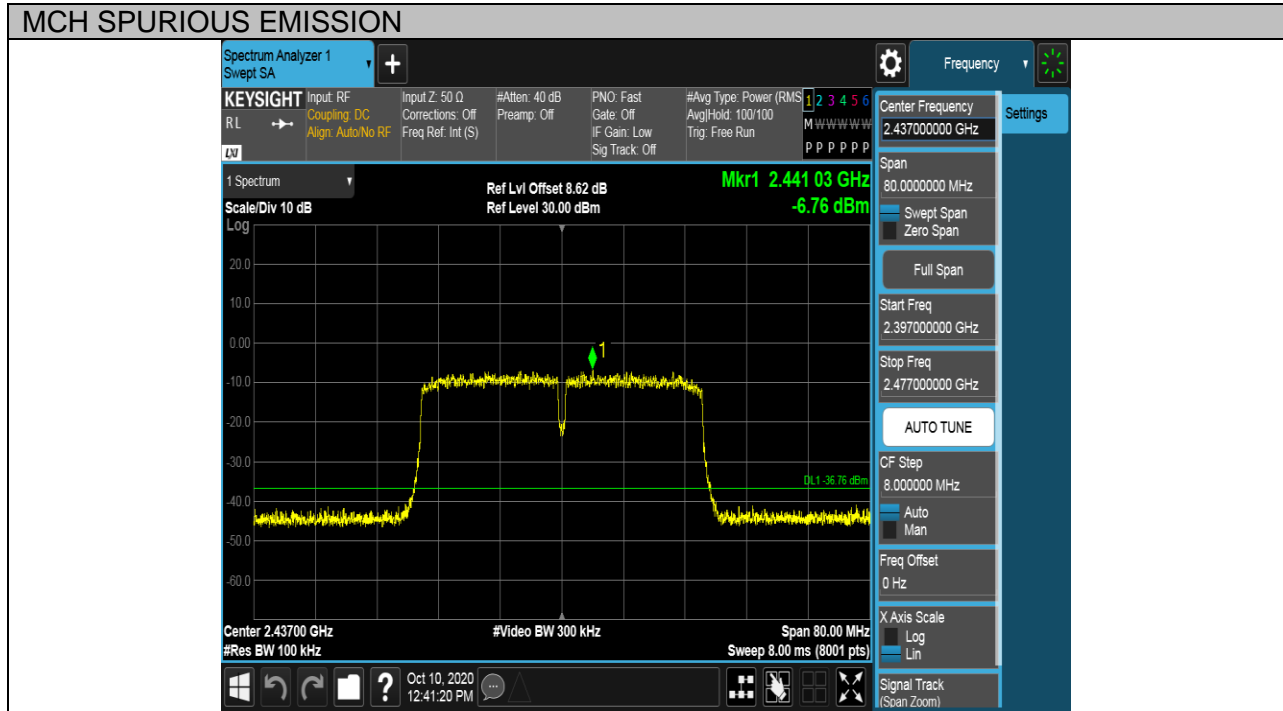 MCH SPURIOUS EMISSION
Spectrum Analyzer 1
Swept SA
+
Frequency
KEYSIGHT
RL
LXI
Input: RF
Coupling: DC
Align: Auto/No RF
Input Z: 50 Ω
Corrections: Off
Freq Ref: Int (S)
#Atten: 40 dB
Preamp: Off
PNO: Fast
Gate: Off
IF Gain: Low
Sig Track: Off
#Avg Type: Power (RMS
Avg|Hold: 100/100
Trig: Free Run
1 2 3 4 5 6
M W W W W W
P P P P P P
1 Spectrum
Scale/Div 10 dB
Ref Lvl Offset 8.62 dB
Ref Level 30.00 dBm
Mkr1 2.441 03 GHz
-6.76 dBm
Log
20.0
10.0
0.00
-10.0
-20.0
-30.0
-40.0
-50.0
-60.0
1
DL1 -36.76 dBm
Center 2.43700 GHz
#Res BW 100 kHz
#Video BW 300 kHz
Span 80.00 MHz
Sweep 8.00 ms (8001 pts)
Oct 10, 2020
12:41:20 PM
?
Center Frequency
2.437000000 GHz
Settings
Span
80.0000000 MHz
Swept Span
Zero Span
Full Span
Start Freq
2.397000000 GHz
Stop Freq
2.477000000 GHz
AUTO TUNE
CF Step
8.000000 MHz
Auto
Man
Freq Offset
0 Hz
X Axis Scale
Log
Lin
Signal Track
(Span Zoom)